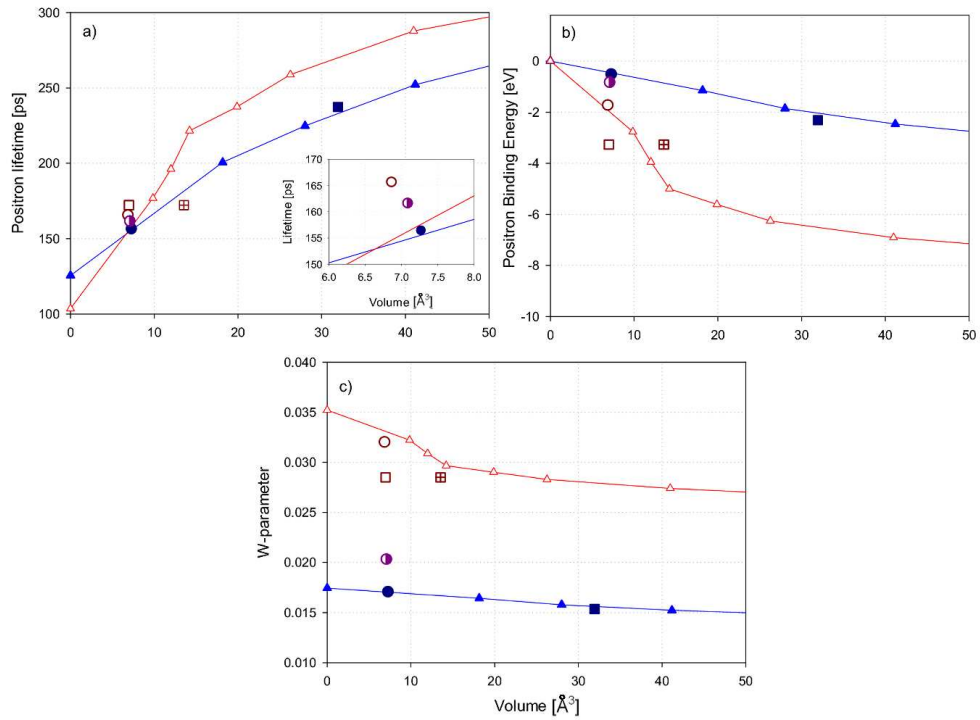 a)
Positron lifetime [ps]
300
250
200
150
100
0 10 20 30 40 50
Lifetime [ps]
170
165
160
155
150
6.0 6.5 7.0 7.5 8.0
Volume [Å³]
b)
Positron Binding Energy [eV]
0
-2
-4
-6
-8
-10
0 10 20 30 40 50
c)
W-parameter
0.040
0.035
0.030
0.025
0.020
0.015
0.010
0 10 20 30 40 50
Volume [Å³]